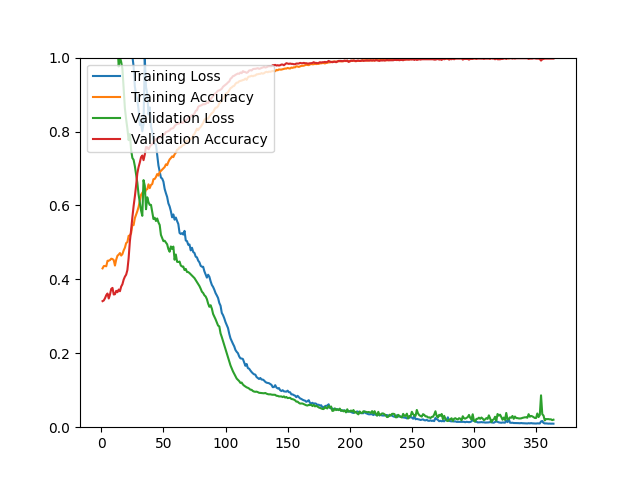 1.0
0.8
0.6
0.4
0.2
0.0
Training Loss
Training Accuracy
Validation Loss
Validation Accuracy
0 50 100 150 200 250 300 350